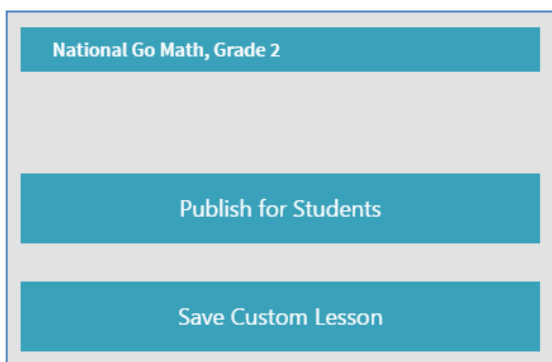 National Go Math, Grade 2
Publish for Students
Save Custom Lesson